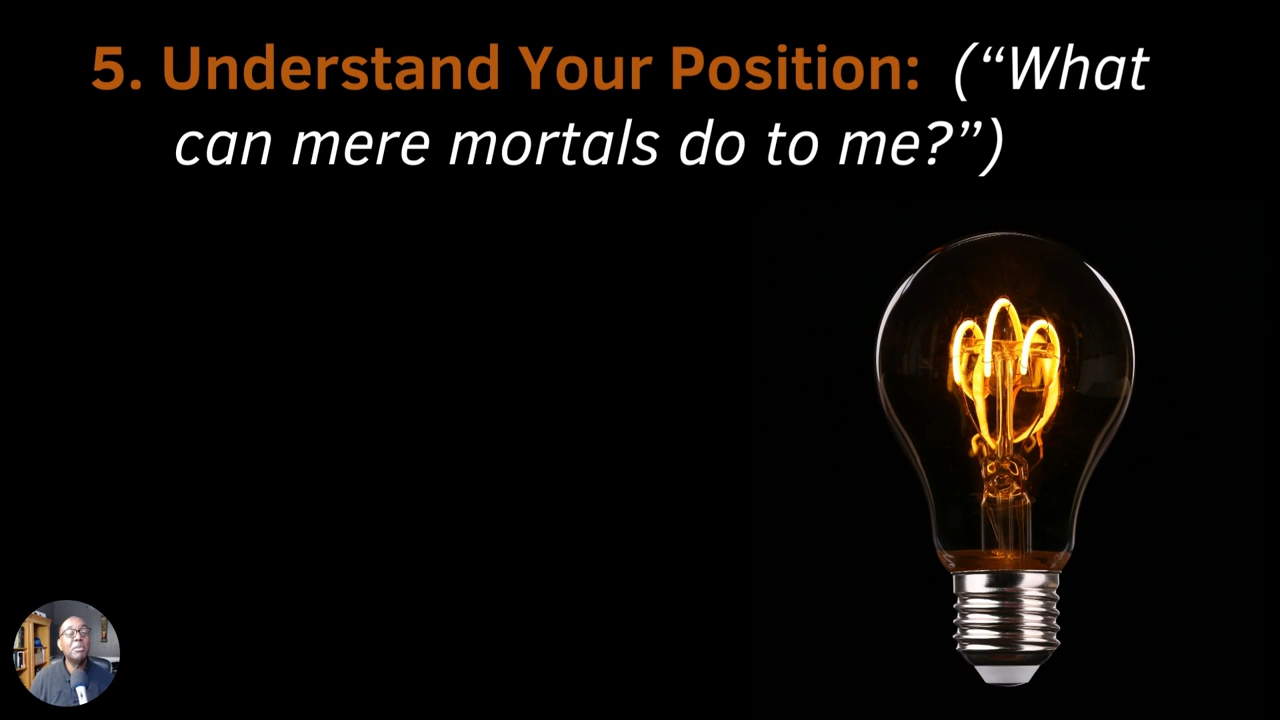 5. Understand Your Position: (“What
can mere mortals do to me?”)